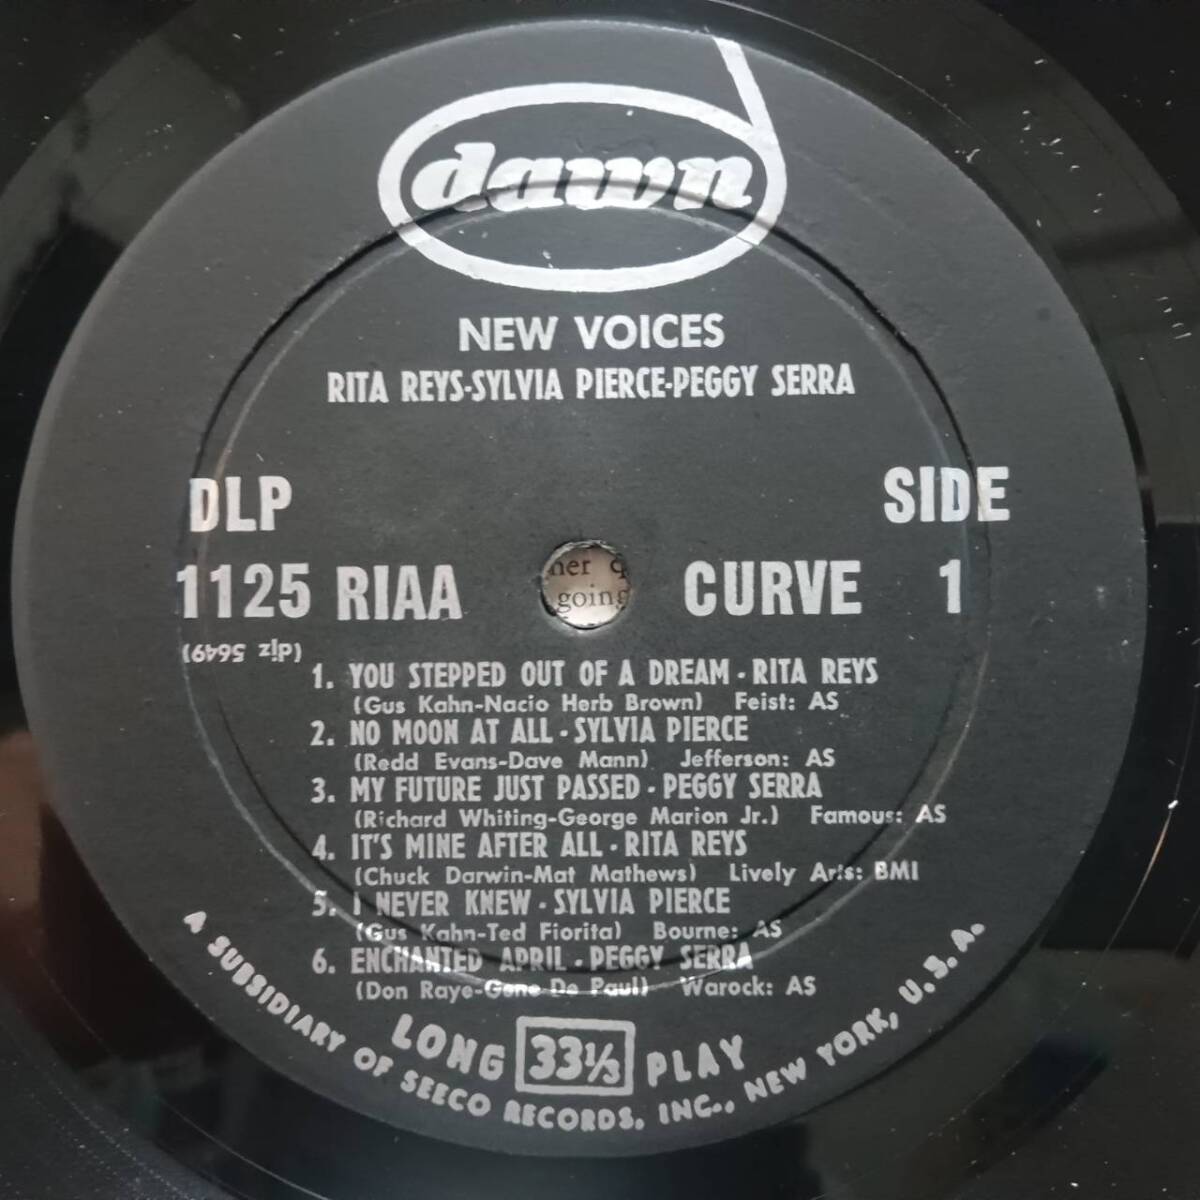 dawn
NEW VOICES
RITA REYS-SYLVIA PIERCE-PEGGY SERRA
DLP
SIDE
1125 RIAA CURVE 1
her
going
(dlz 5649)
1. YOU STEPPED OUT OF A DREAM - RITA REYS
(Gus Kahn-Nacio Herb Brown) Feist: AS
2. NO MOON AT ALL - SYLVIA PIERCE
(Redd Evans-Dave Mann) Jefferson: AS
3. MY FUTURE JUST PASSED - PEGGY SERRA
(Richard Whiting-George Marion Jr.) Famous: AS
4. IT'S MINE AFTER ALL - RITA REYS
(Chuck Darwin-Mat Mathews) Lively Arts: BMI
5. I NEVER KNEW - SYLVIA PIERCE
(Gus Kahn-Ted Fiorita) Bourne: AS
6. ENCHANTED APRIL - PEGGY SERRA
(Don Raye-Gene De Paul) Warock: AS
LONG 33⅓ PLAY
A SUBSIDIARY OF SEECO RECORDS, INC., NEW YORK, U.S.A.